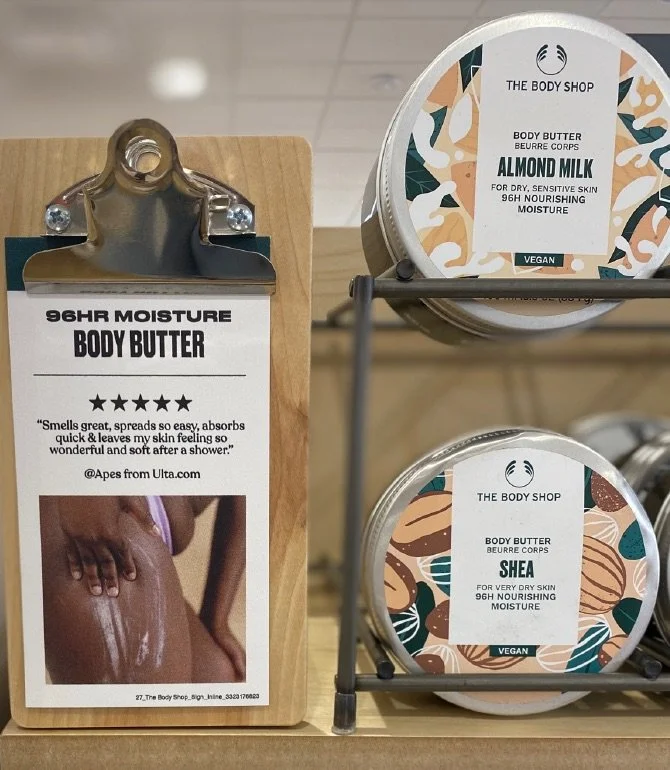 96HR MOISTURE
BODY BUTTER
★★★★★
“Smells great, spreads so easy, absorbs
quick & leaves my skin feeling so
wonderful and soft after a shower.”
@Apes from Ulta.com
27_The Body Shop_Sign_Inline_3323176623
THE BODY SHOP
BODY BUTTER
BEURRE CORPS
ALMOND MILK
FOR DRY, SENSITIVE SKIN
96H NOURISHING
MOISTURE
VEGAN
THE BODY SHOP
BODY BUTTER
BEURRE CORPS
SHEA
FOR VERY DRY SKIN
96H NOURISHING
MOISTURE
VEGAN